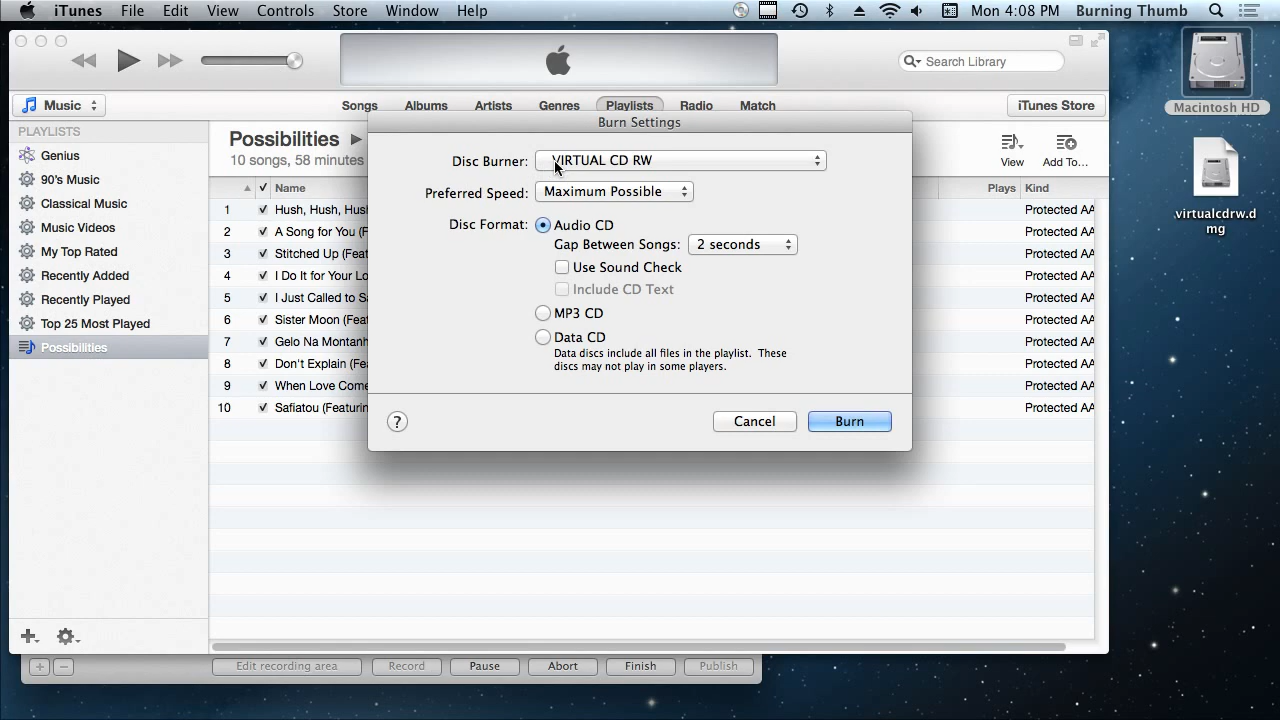 iTunes File Edit View Controls Store Window Help Mon 4:08 PM Burning Thumb
Search Library
Music Songs Albums Artists Genres Playlists Radio Match iTunes Store
PLAYLISTS
Genius
90's Music
Classical Music
Music Videos
My Top Rated
Recently Added
Recently Played
Top 25 Most Played
Possibilities
Possibilities
10 songs, 58 minutes
View Add To...
Name Plays Kind
1 Hush, Hush, Hush Protected AA
2 A Song for You (F Protected AA
3 Stitched Up (Feat Protected AA
4 I Do It for Your Lo Protected AA
5 I Just Called to Sa Protected AA
6 Sister Moon (Feat Protected AA
7 Gelo Na Montanh Protected AA
8 Don't Explain (Fea Protected AA
9 When Love Come Protected AA
10 Safiatou (Featurin Protected AA
Burn Settings
Disc Burner: VIRTUAL CD RW
Preferred Speed: Maximum Possible
Disc Format: Audio CD
Gap Between Songs: 2 seconds
Use Sound Check
Include CD Text
MP3 CD
Data CD
Data discs include all files in the playlist. These
discs may not play in some players.
? Cancel Burn
+ − Edit recording area Record Pause Abort Finish Publish
Macintosh HD
virtualcdrw.d
mg